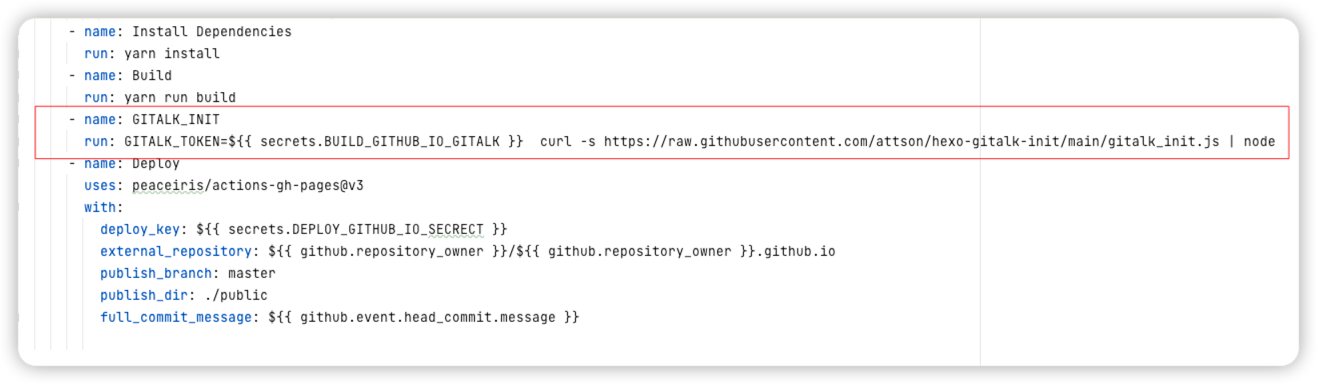 - name: Install Dependencies
run: yarn install
- name: Build
run: yarn run build
- name: GITALK_INIT
run: GITALK_TOKEN=${{ secrets.BUILD_GITHUB_IO_GITALK }}  curl -s https://raw.githubusercontent.com/attson/hexo-gitalk-init/main/gitalk_init.js | node
- name: Deploy
uses: peaceiris/actions-gh-pages@v3
with:
deploy_key: ${{ secrets.DEPLOY_GITHUB_IO_SECRECT }}
external_repository: ${{ github.repository_owner }}/${{ github.repository_owner }}.github.io
publish_branch: master
publish_dir: ./public
full_commit_message: ${{ github.event.head_commit.message }}